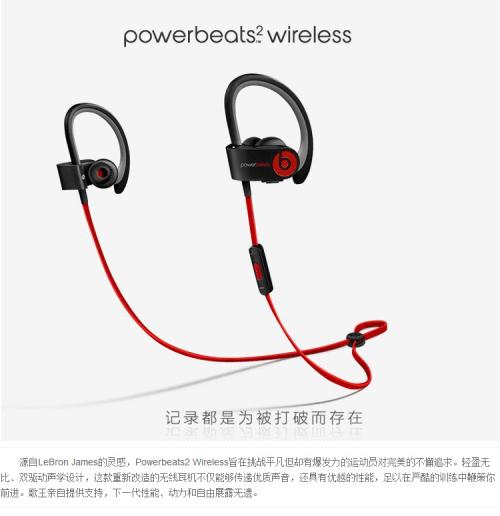 powerbeats2 wireless
powerbeats
记录都是为被打破而存在
源自LeBron James的灵感，Powerbeats2 Wireless旨在挑战平凡但却有爆发力的运动员对完美的不懈追求。轻盈无
比、双驱动声学设计，这款重新改造的无线耳机不仅能够传递优质声音，还具有优越的性能，足以在严酷的训练中鞭策你
前进。歌王亲自提供支持，下一代性能、动力和自由展露无遗。